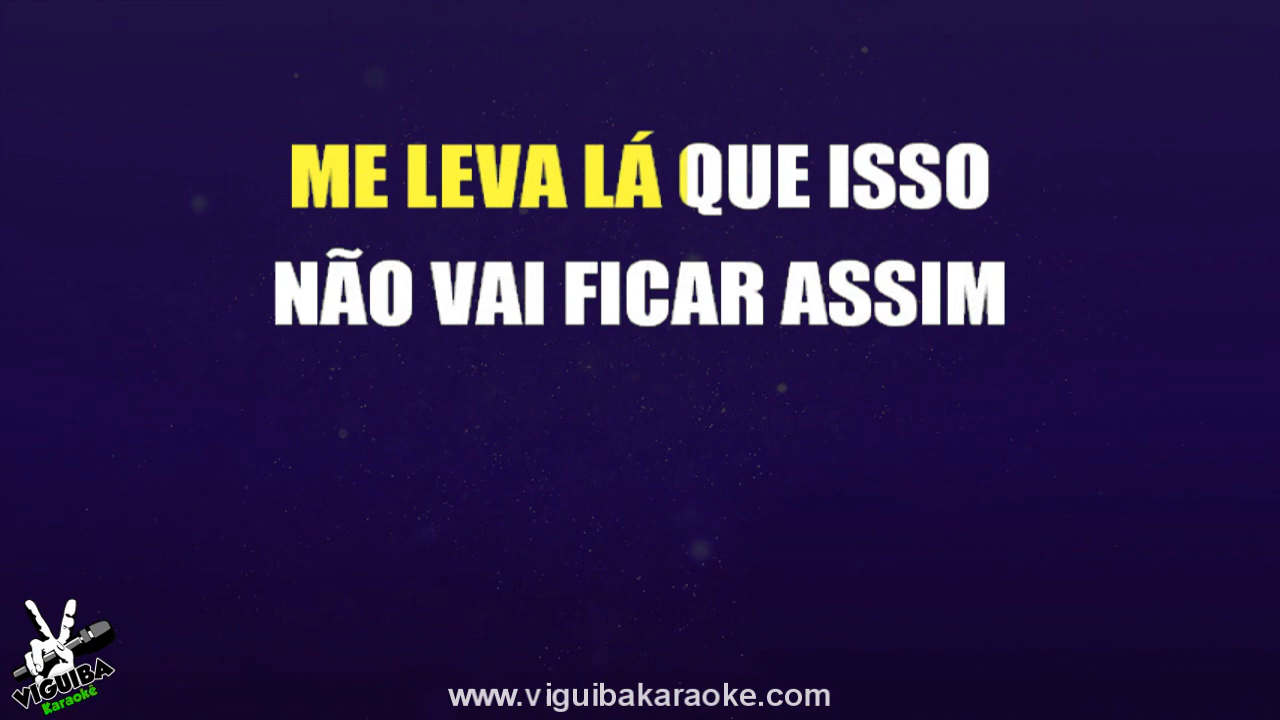 ME LEVA LÁ QUE ISSO
NÃO VAI FICAR ASSIM
VIGUIBA
Karaokê
www.viguibakaraoke.com